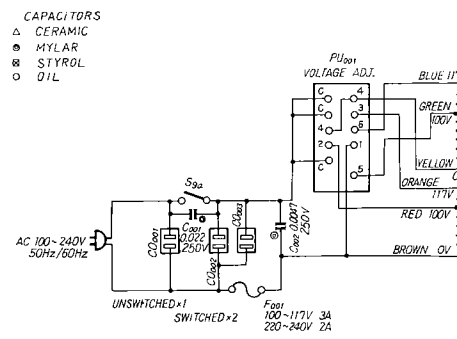 CAPACITORS
△ CERAMIC
MYLAR
STYROL
○ OIL
PU001
VOLTAGE ADJ.
BLUE 11
C 4
C 3
4 6
2 1
C 5
GREEN
100V
YELLOW
ORANGE
117V
RED 100V
BROWN 0V
S9a
C001
0.022
250V
CO001
CO002
CO003
C002 0.0047
250V
AC 100~240V
50Hz/60Hz
UNSWITCHED×1
SWITCHED×2
F001
100~117V 3A
220~240V 2A